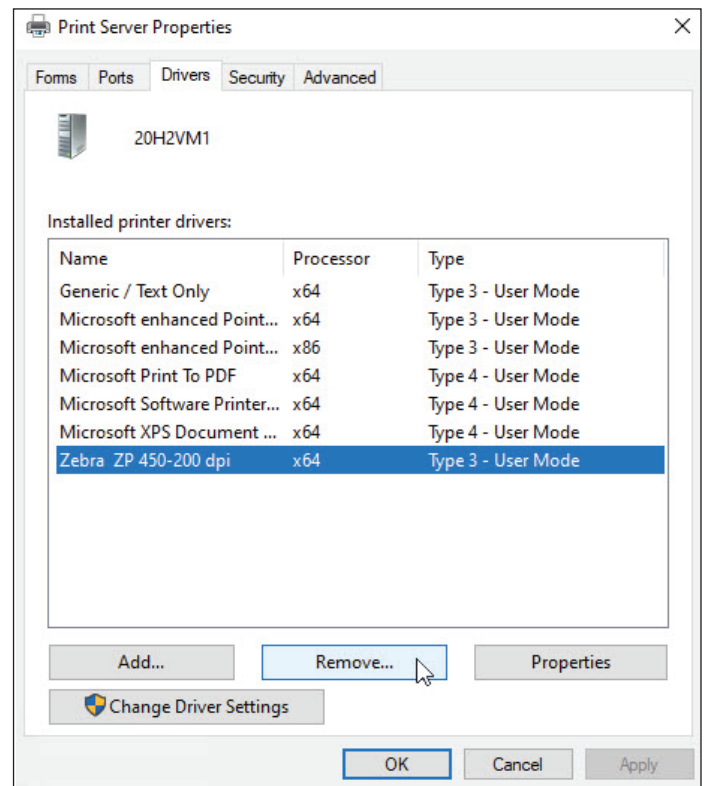 Print Server Properties
Forms Ports Drivers Security Advanced
20H2VM1
Installed printer drivers:
Name Processor Type
Generic / Text Only x64 Type 3 - User Mode
Microsoft enhanced Point... x64 Type 3 - User Mode
Microsoft enhanced Point... x86 Type 3 - User Mode
Microsoft Print To PDF x64 Type 4 - User Mode
Microsoft Software Printer... x64 Type 4 - User Mode
Microsoft XPS Document ... x64 Type 4 - User Mode
Zebra ZP 450-200 dpi x64 Type 3 - User Mode
Add... Remove... Properties
Change Driver Settings
OK Cancel Apply